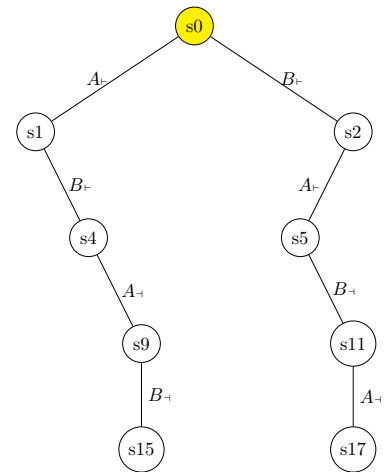 s0
A⊢ B⊢
s1 s2
B⊢ A⊢
s4 s5
A⊣ B⊣
s9 s11
B⊣ A⊣
s15 s17